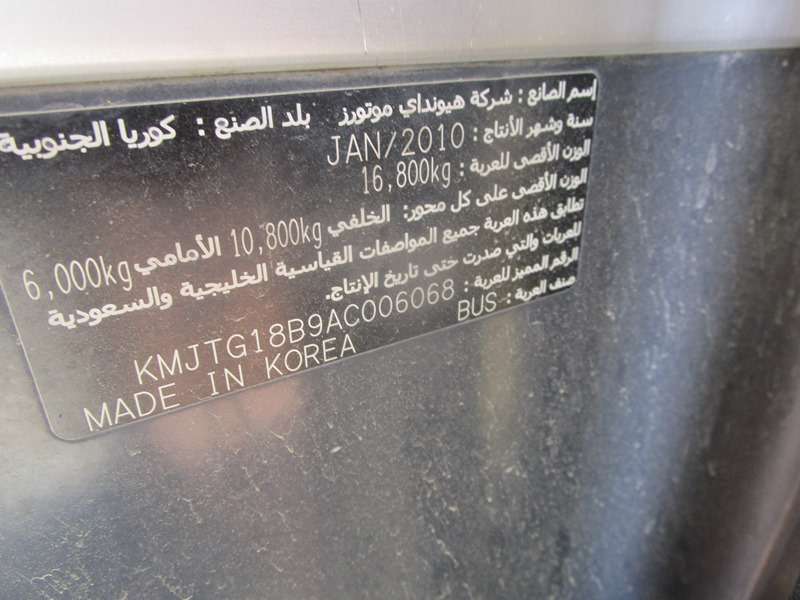 إسم الصانع : شركة هيونداي موتورز بلد الصنع : كوريا الجنوبية
سنة وشهر الأنتاج : JAN/2010
الوزن الأقصى للعربة : 16,800kg
الوزن الأقصى على كل محور: الخلفي 10,800kg الأمامي 6,000kg
تطابق هذه العربة جميع المواصفات القياسية الخليجية والسعودية
للعربات والتي صدرت حتى تاريخ الإنتاج.
الرقم المميز للعربة : KMJTG18B9AC006068
صنف العربة : BUS
MADE IN KOREA